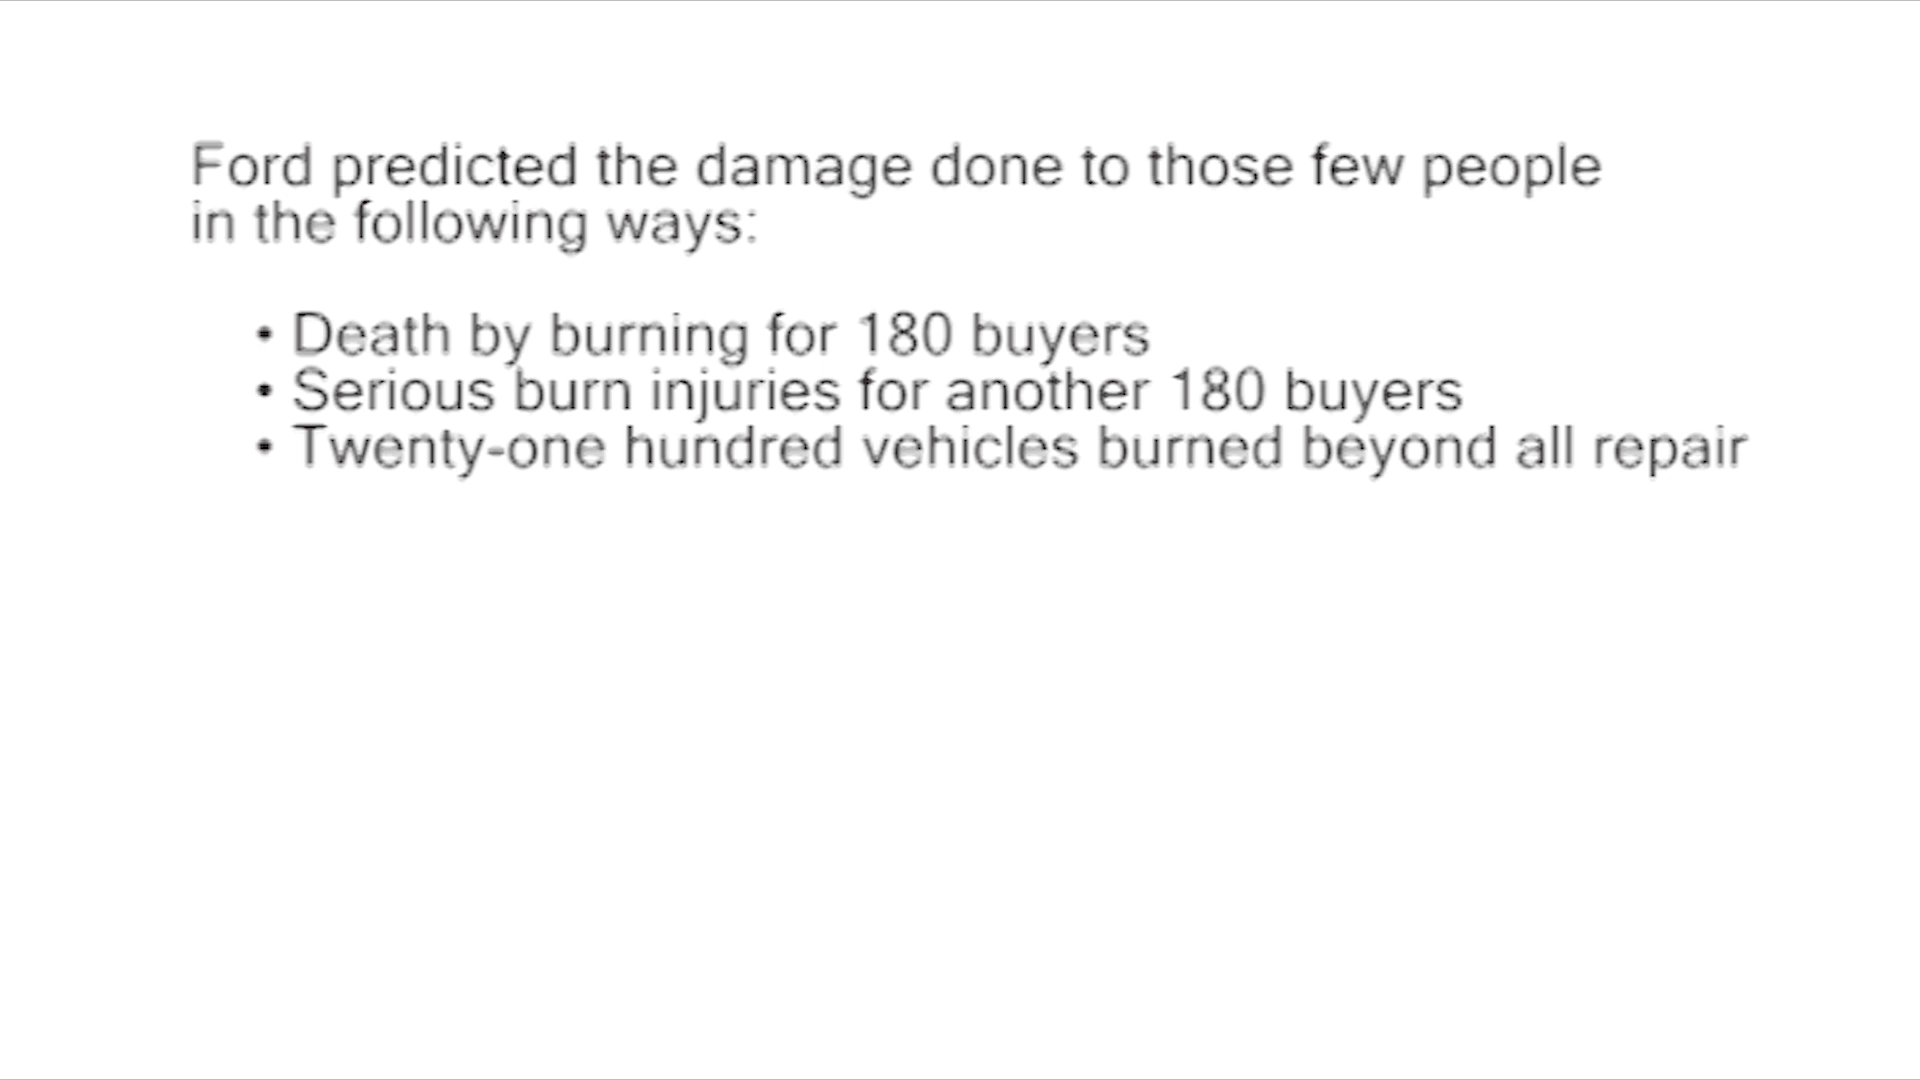 Ford predicted the damage done to those few people
in the following ways:
• Death by burning for 180 buyers
• Serious burn injuries for another 180 buyers
• Twenty-one hundred vehicles burned beyond all repair